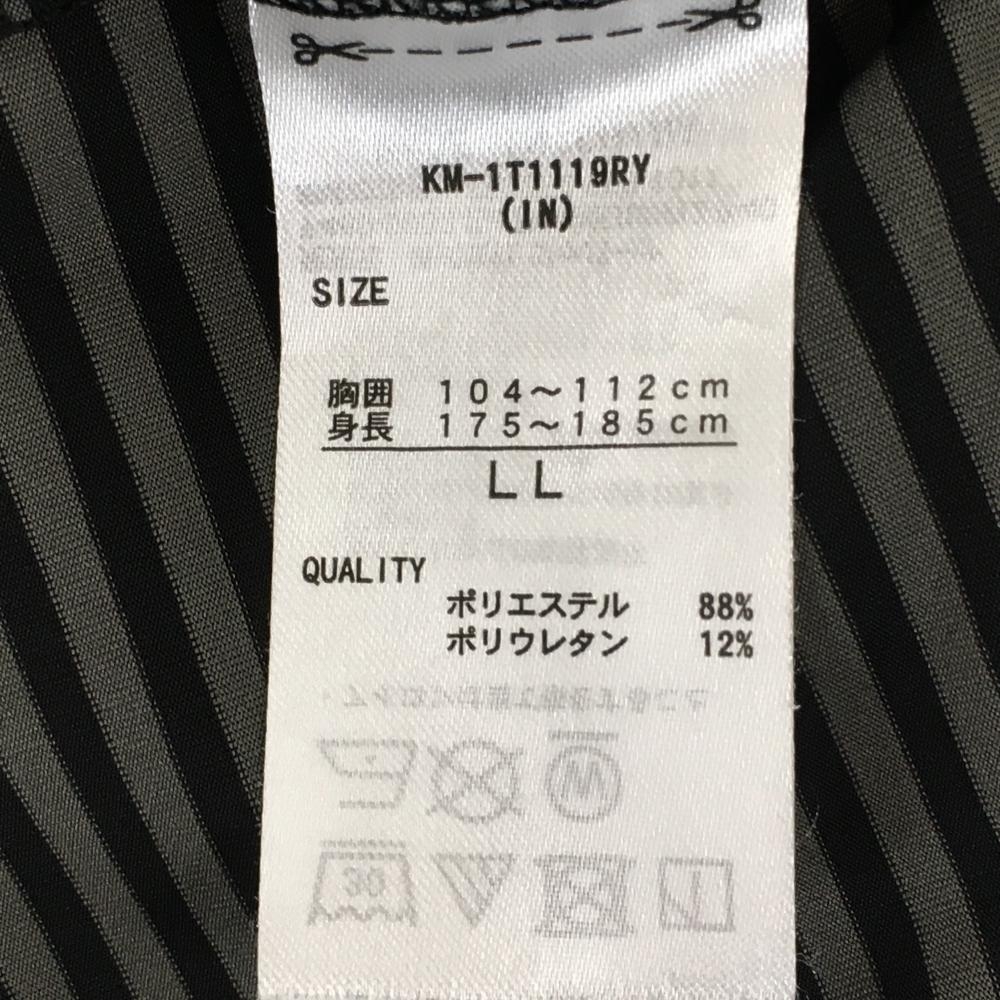 KM-1T1119RY
(IN)
SIZE
胸囲 104～112cm
身長 175～185cm
LL
QUALITY
ポリエステル 88%
ポリウレタン 12%
W
30